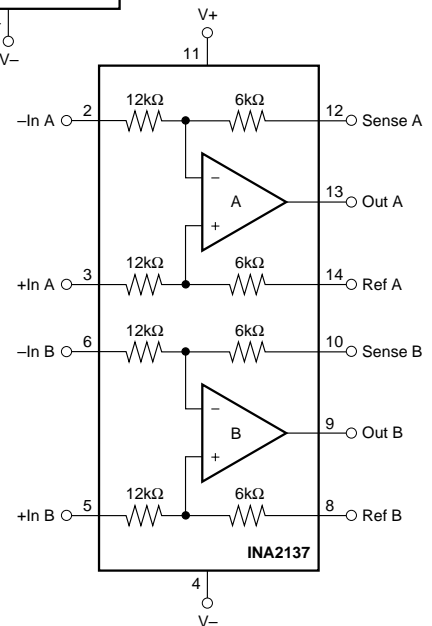 V–
V+
11
12kΩ
6kΩ
–In A
2
12
Sense A
A
13
Out A
12kΩ
6kΩ
+In A
3
14
Ref A
12kΩ
6kΩ
–In B
6
10
Sense B
B
9
Out B
12kΩ
6kΩ
+In B
5
8
Ref B
INA2137
4
V–